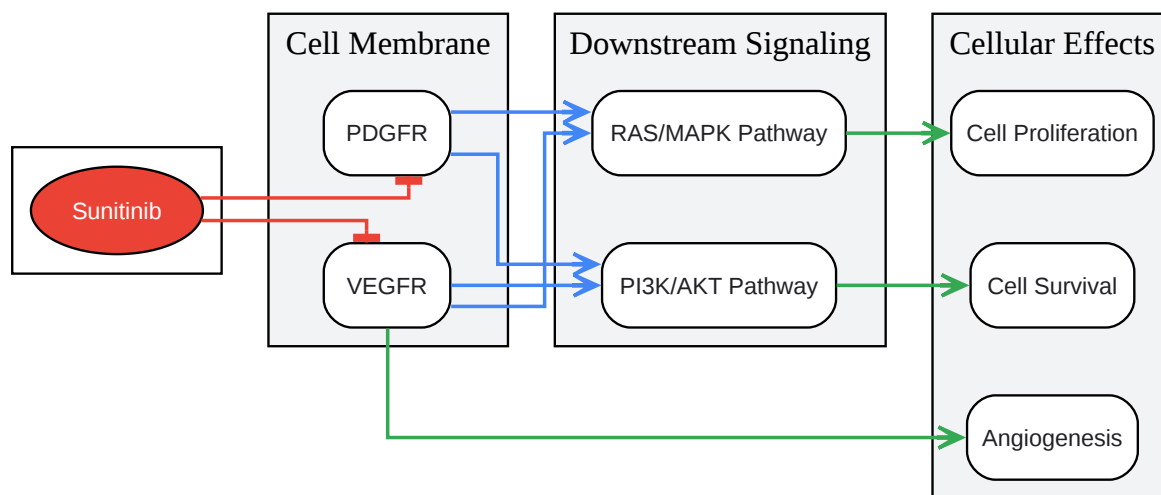 Cell Membrane
Downstream Signaling
Cellular Effects
PDGFR
RAS/MAPK Pathway
Cell Proliferation
Sunitinib
VEGFR
PI3K/AKT Pathway
Cell Survival
Angiogenesis